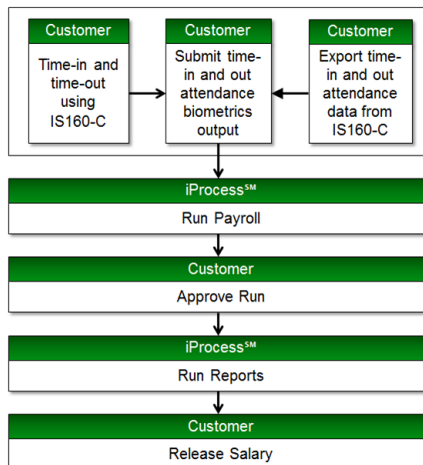 Customer
Time-in and
time-out
using
IS160-C
Customer
Submit time-
in and out
attendance
biometrics
output
Customer
Export time-
in and out
attendance
data from
IS160-C
iProcess℠
Run Payroll
Customer
Approve Run
iProcess℠
Run Reports
Customer
Release Salary